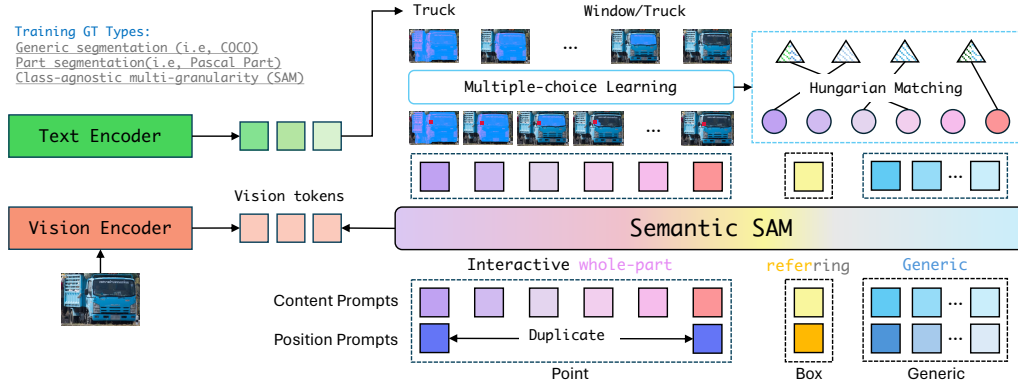 Training GT Types:
Generic segmentation (i.e, COCO)
Part segmentation(i.e, Pascal Part)
Class-agnostic multi-granularity (SAM)
Truck
Window/Truck
...
Multiple-choice Learning
Hungarian Matching
...
Text Encoder
...
Vision tokens
Vision Encoder
Semantic SAM
Interactive whole-part
referring
Generic
Content Prompts
...
Position Prompts
Duplicate
...
Point
Box
Generic